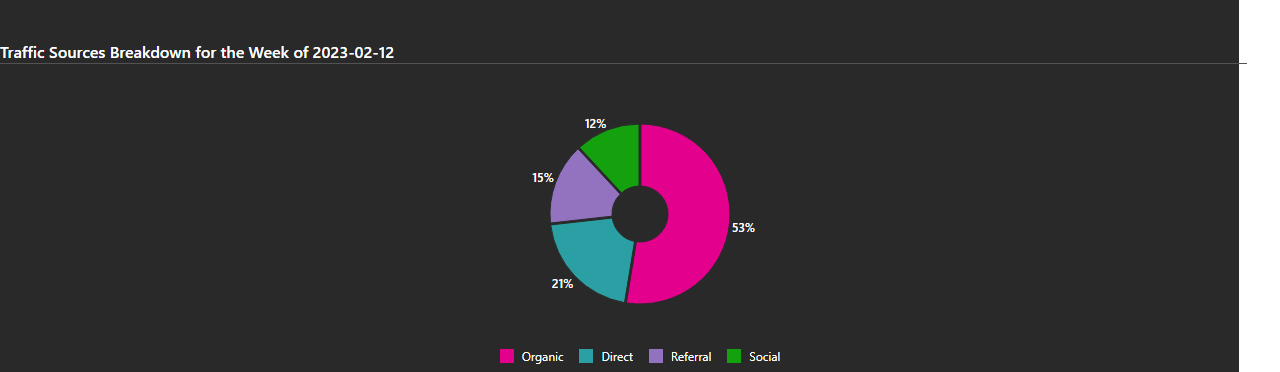 Traffic Sources Breakdown for the Week of 2023-02-12
12%
15%
53%
21%
Organic Direct Referral Social